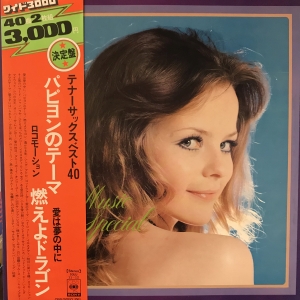 ワイド3000
40 2枚組
3,000円
決定盤
テナーサックス ベスト40
パピヨンのテーマ
ロコモーション
愛は夢の中に
燃えよドラゴン
Music
Special